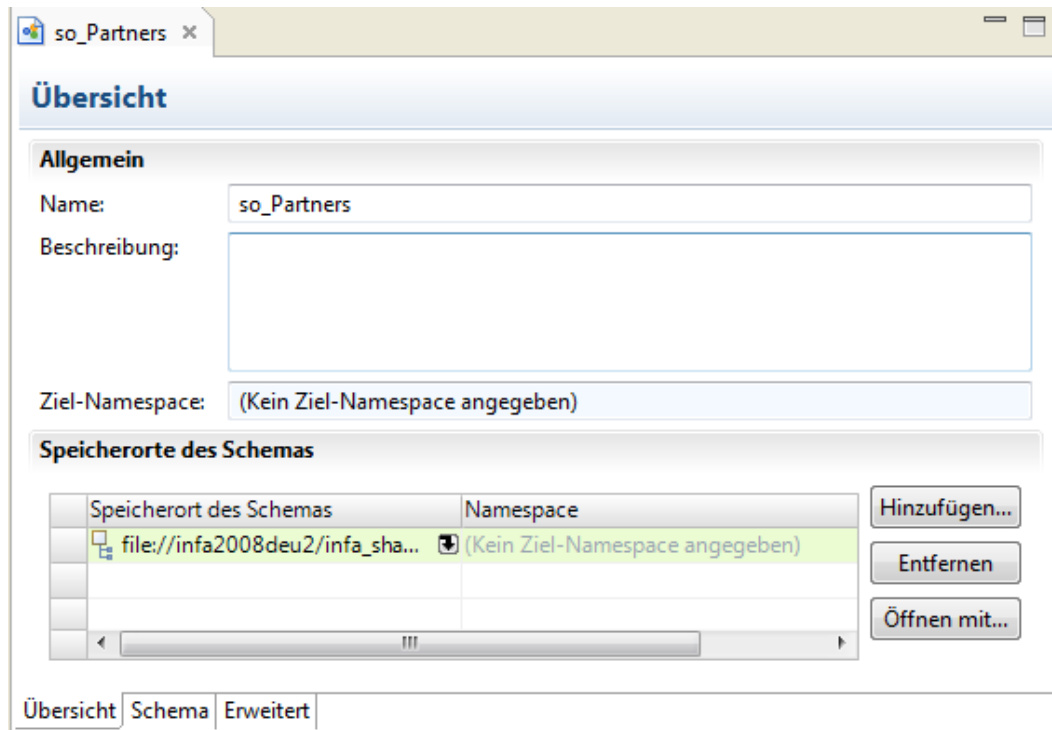 so_Partners
Übersicht
Allgemein
Name: so_Partners
Beschreibung:
Ziel-Namespace: (Kein Ziel-Namespace angegeben)
Speicherorte des Schemas
Speicherort des Schemas Namespace
file://infa2008deu2/infa_sha... (Kein Ziel-Namespace angegeben)
Hinzufügen...
Entfernen
Öffnen mit...
Übersicht Schema Erweitert